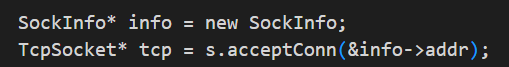 SockInfo* info = new SockInfo;
TcpSocket* tcp = s.acceptConn(&info->addr);